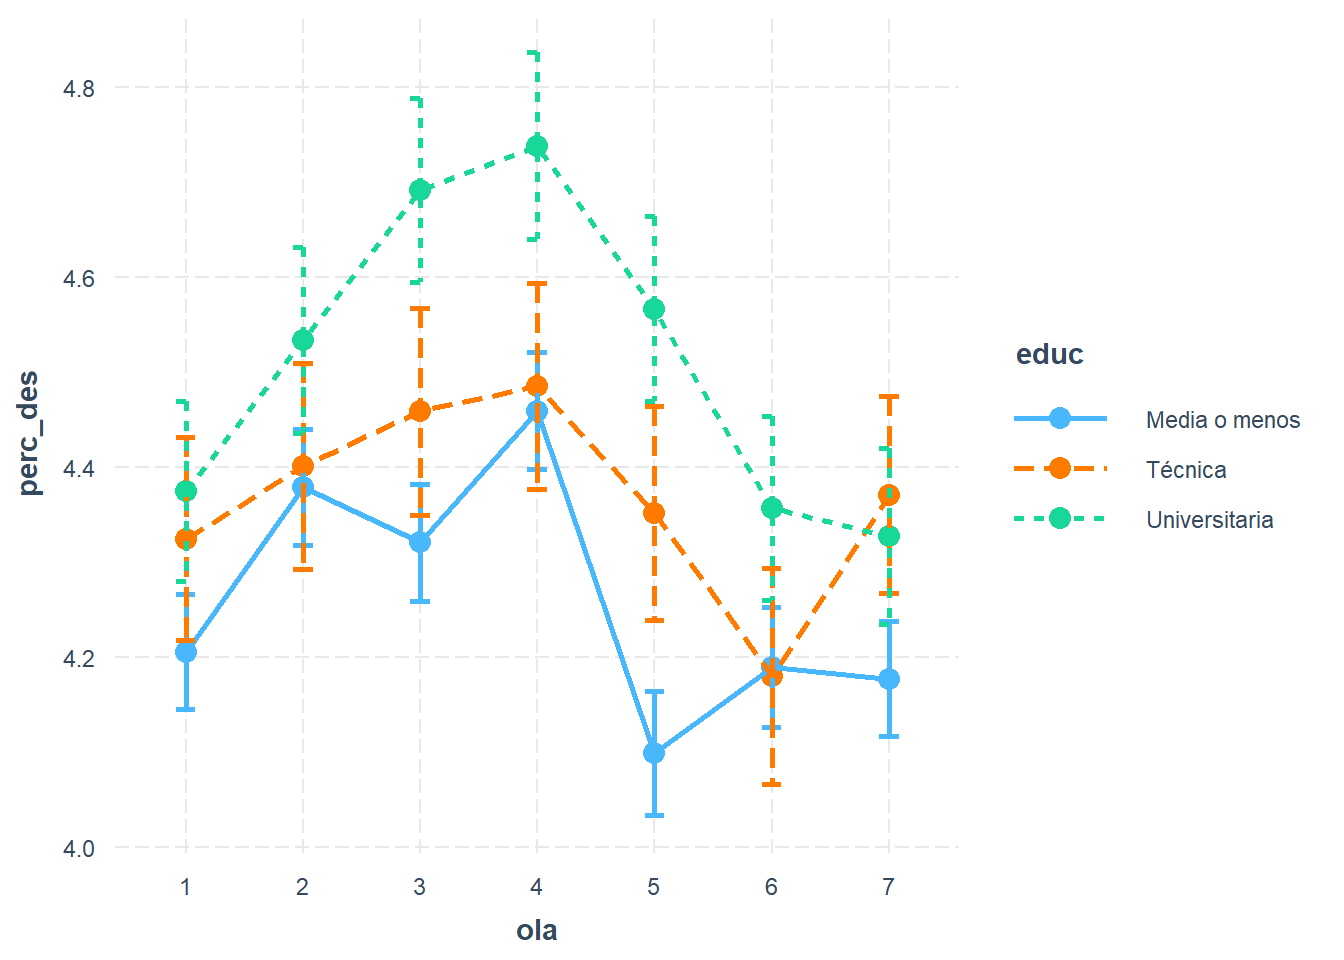 4.8
4.6
4.4
4.2
4.0
perc_des
1 2 3 4 5 6 7
ola
educ
Media o menos
Técnica
Universitaria